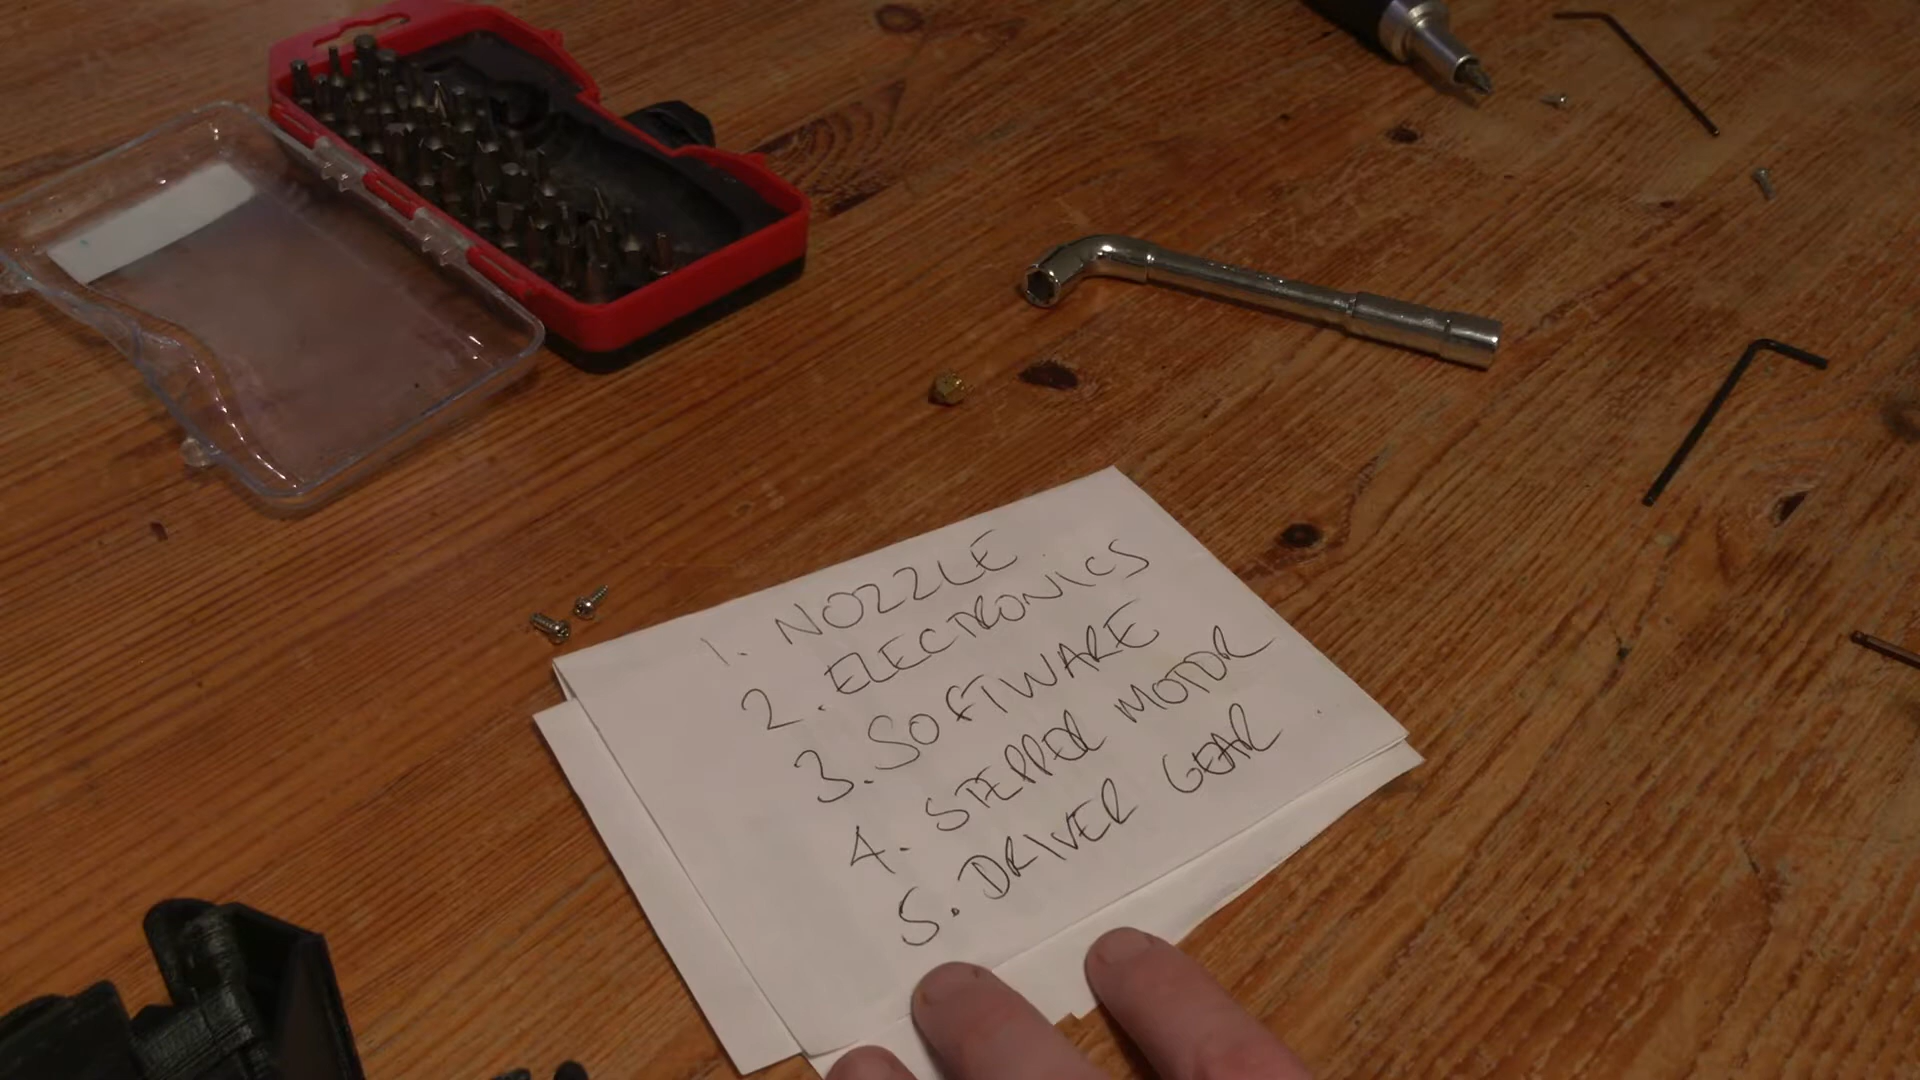 1. NOZZLE
2. ELECTRONICS
3. SOFTWARE
4. STEPPER MOTOR
5. DRIVER GEAR